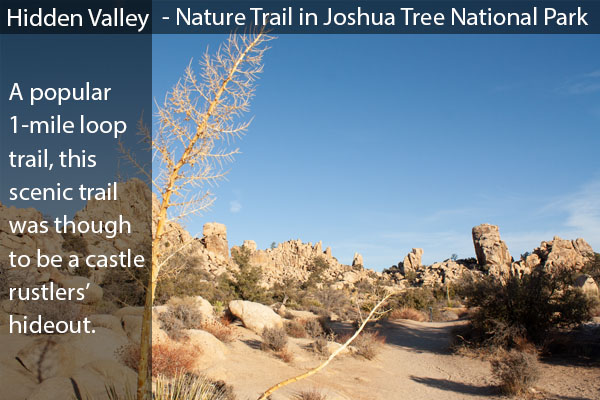 Hidden Valley - Nature Trail in Joshua Tree National Park
A popular
1-mile loop
trail, this
scenic trail
was though
to be a castle
rustlers’
hideout.